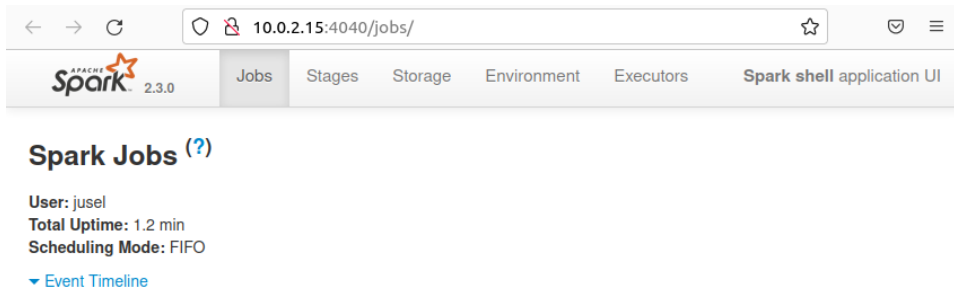 10.0.2.15:4040/jobs/
APACHE Spark 2.3.0 Jobs Stages Storage Environment Executors Spark shell application UI
Spark Jobs (?)
User: jusel
Total Uptime: 1.2 min
Scheduling Mode: FIFO
Event Timeline